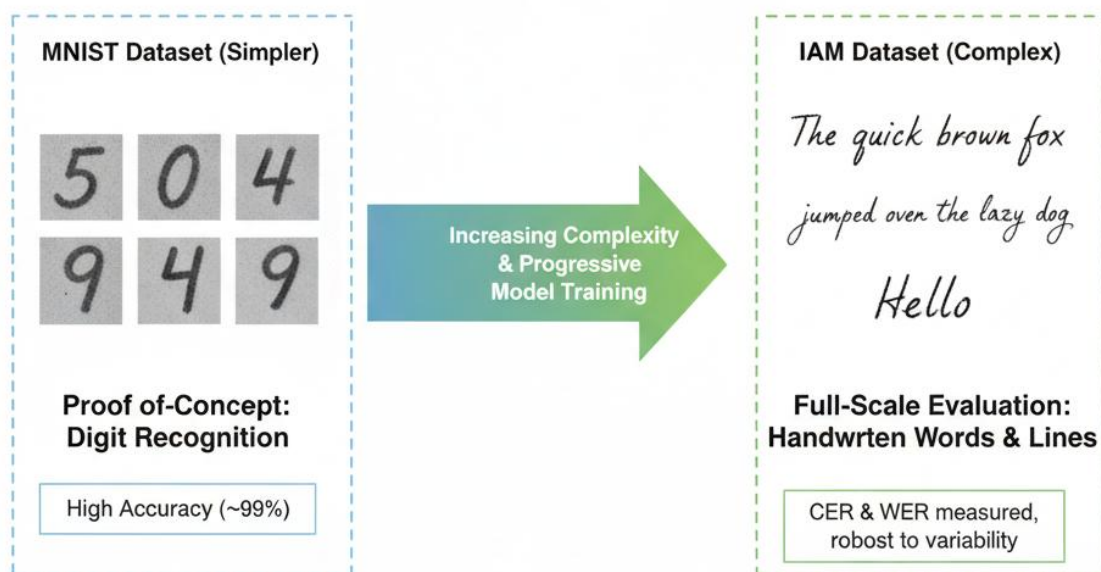 MNIST Dataset (Simpler)
5 0 4
9 4 9
Proof of-Concept:
Digit Recognition
High Accuracy (~99%)
Increasing Complexity
& Progressive
Model Training
IAM Dataset (Complex)
The quick brown fox
jumped over the lazy dog
Hello
Full-Scale Evaluation:
Handwrten Words & Lines
CER & WER measured,
robost to variability